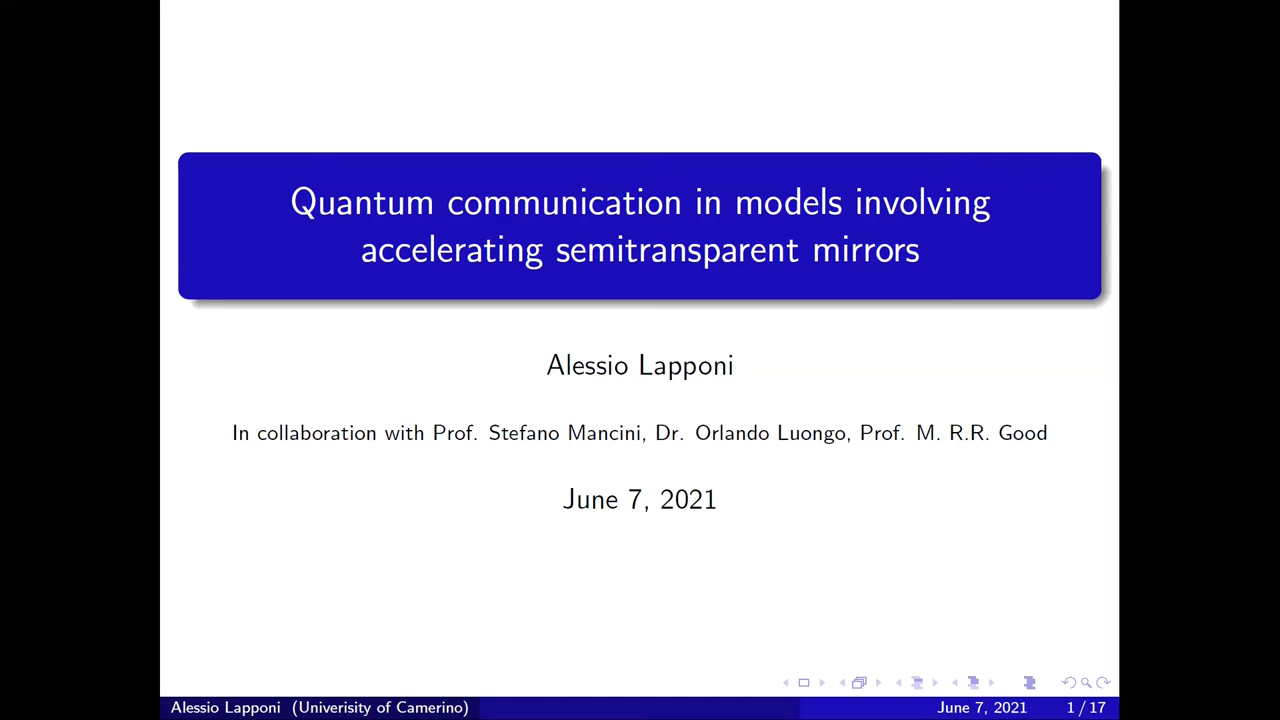 Quantum communication in models involving
accelerating semitransparent mirrors
Alessio Lapponi
In collaboration with Prof. Stefano Mancini, Dr. Orlando Luongo, Prof. M. R.R. Good
June 7, 2021
Alessio Lapponi (Univerisity of Camerino) June 7, 2021 1 / 17